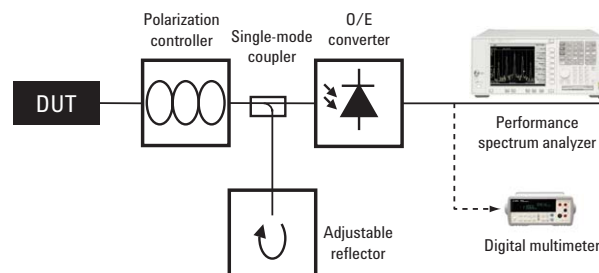 Polarization
controller
Single-mode
coupler
O/E
converter
DUT
Performance
spectrum analyzer
Adjustable
reflector
Digital multimeter